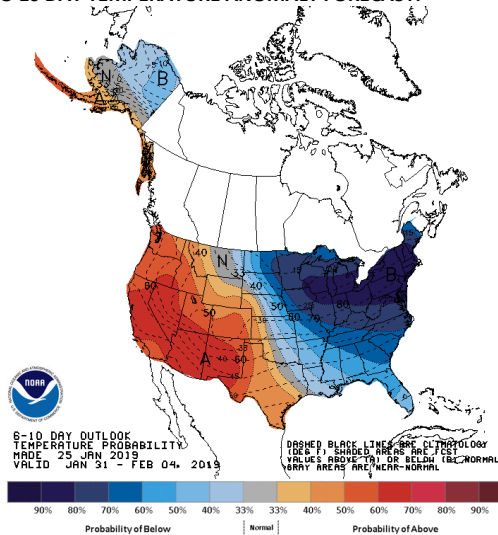 N
B
A
40
N
33
40
60
50
50
60
B
60
70
A
40
60
33
NOAA
6-10 DAY OUTLOOK
TEMPERATURE PROBABILITY
MADE 25 JAN 2019
VALID JAN 31 - FEB 04, 2019
DASHED BLACK LINES ARE CLIMATOLOGY
(DEG F) SHADED AREAS ARE FCST
VALUES ABOVE (A) OR BELOW (B) NORMAL
GRAY AREAS ARE NEAR-NORMAL
90% 80% 70% 60% 50% 40% 33% 33% 40% 50% 60% 70% 80% 90%
Probability of Below Normal Probability of Above